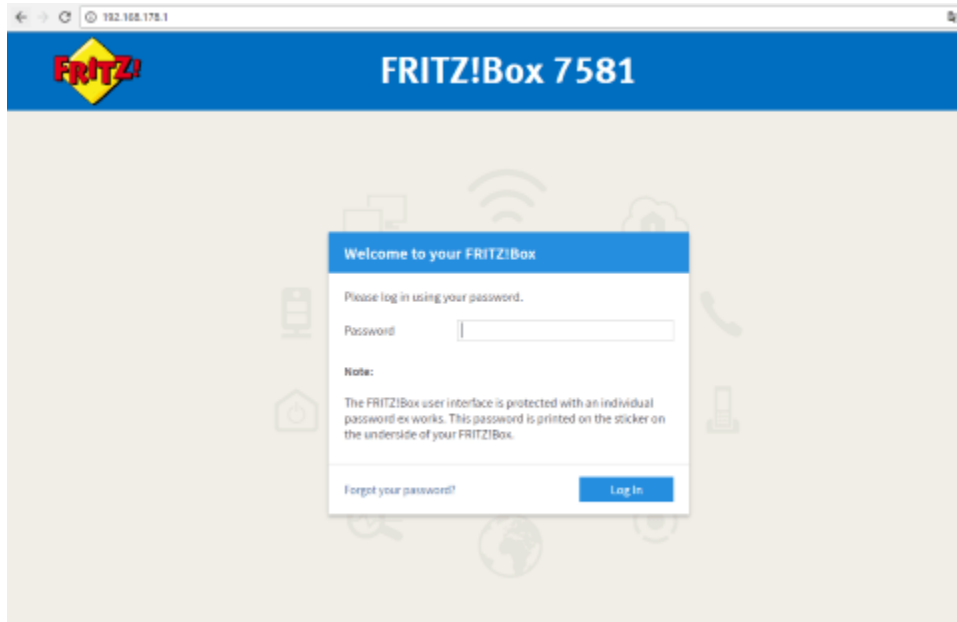 192.168.178.1
FRITZ!
FRITZ!Box 7581
Welcome to your FRITZ!Box
Please log in using your password.
Password
Note:
The FRITZ!Box user interface is protected with an individual
password ex works. This password is printed on the sticker on
the underside of your FRITZ!Box.
Forgot your password?
Log In